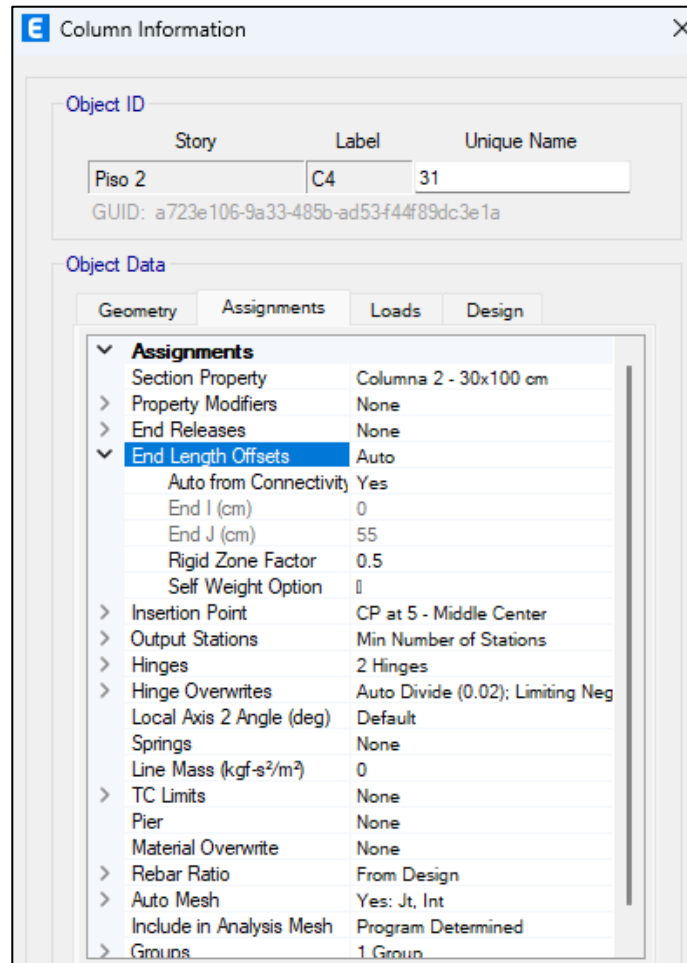 E Column Information
Object ID
Story Label Unique Name
Piso 2 C4 31
GUID: a723e106-9a33-485b-ad53-f44f89dc3e1a
Object Data
Geometry Assignments Loads Design
Assignments
Section Property Columna 2 - 30x100 cm
Property Modifiers None
End Releases None
End Length Offsets Auto
Auto from Connectivity Yes
End I (cm) 0
End J (cm) 55
Rigid Zone Factor 0.5
Self Weight Option
Insertion Point CP at 5 - Middle Center
Output Stations Min Number of Stations
Hinges 2 Hinges
Hinge Overwrites Auto Divide (0.02); Limiting Neg
Local Axis 2 Angle (deg) Default
Springs None
Line Mass (kgf-s²/m²) 0
TC Limits None
Pier None
Material Overwrite None
Rebar Ratio From Design
Auto Mesh Yes: Jt, Int
Include in Analysis Mesh Program Determined
Groups 1 Group